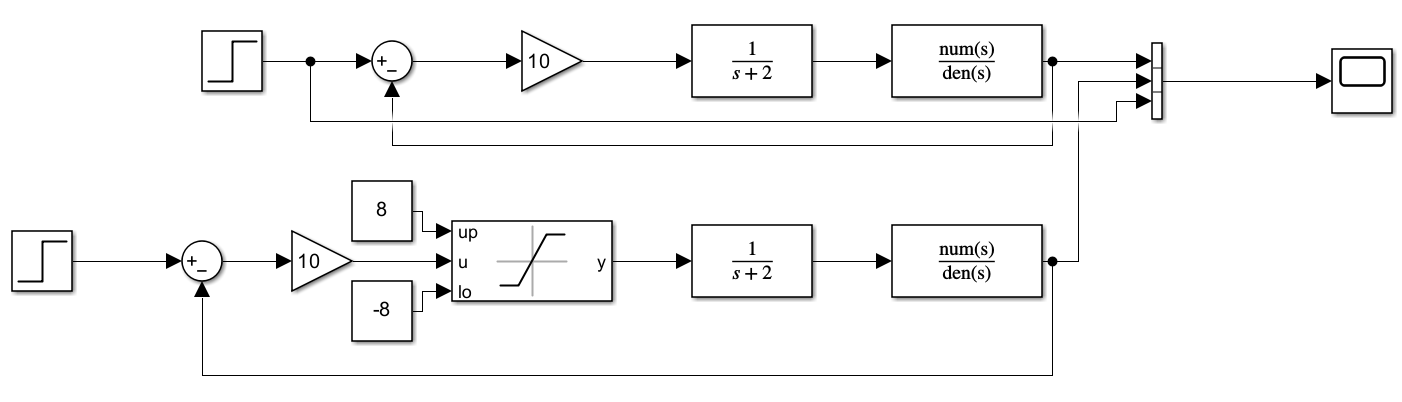 +
−
10
1
s + 2
num(s)
den(s)
8
up
+
−
10
u
y
1
s + 2
num(s)
den(s)
-8
lo